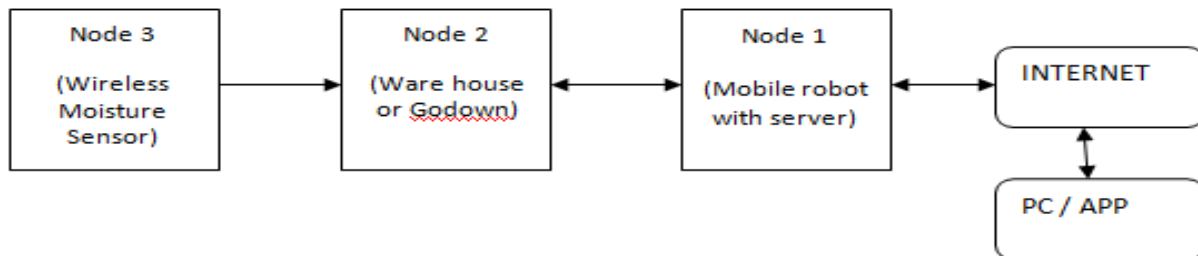 Node 3
(Wireless
Moisture
Sensor)
Node 2
(Ware house
or Godown)
Node 1
(Mobile robot
with server)
INTERNET
PC / APP